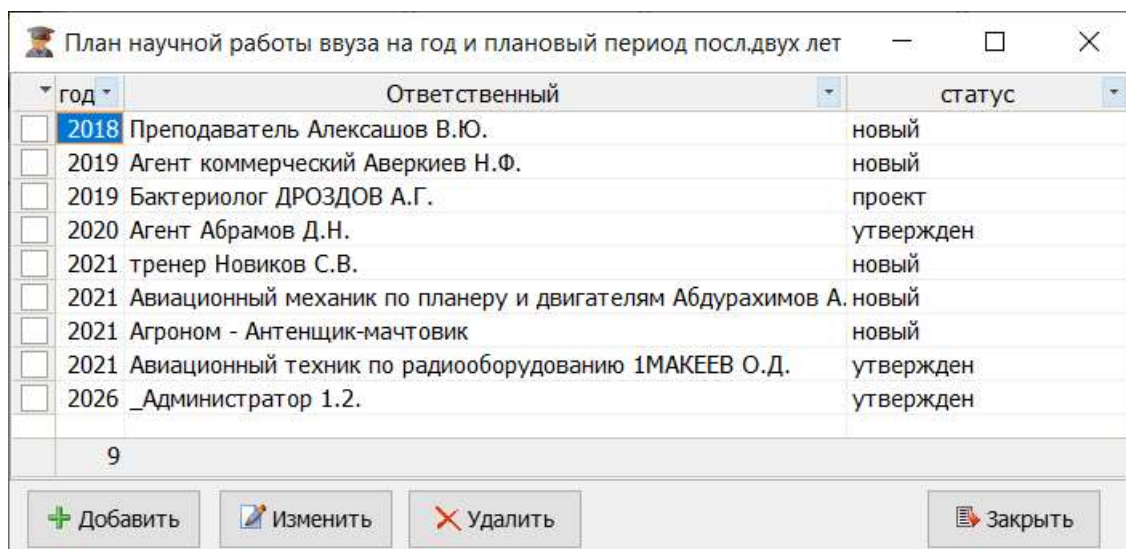 План научной работы ввуза на год и плановый период посл.двух лет
год Ответственный статус
2018 Преподаватель Алексашов В.Ю. новый
2019 Агент коммерческий Аверкиев Н.Ф. новый
2019 Бактериолог ДРОЗДОВ А.Г. проект
2020 Агент Абрамов Д.Н. утвержден
2021 тренер Новиков С.В. новый
2021 Авиационный механик по планеру и двигателям Абдурахимов А. новый
2021 Агроном - Антенщик-мачтовик новый
2021 Авиационный техник по радиооборудованию 1МАКЕЕВ О.Д. утвержден
2026 _Администратор 1.2. утвержден
9
Добавить Изменить Удалить Закрыть